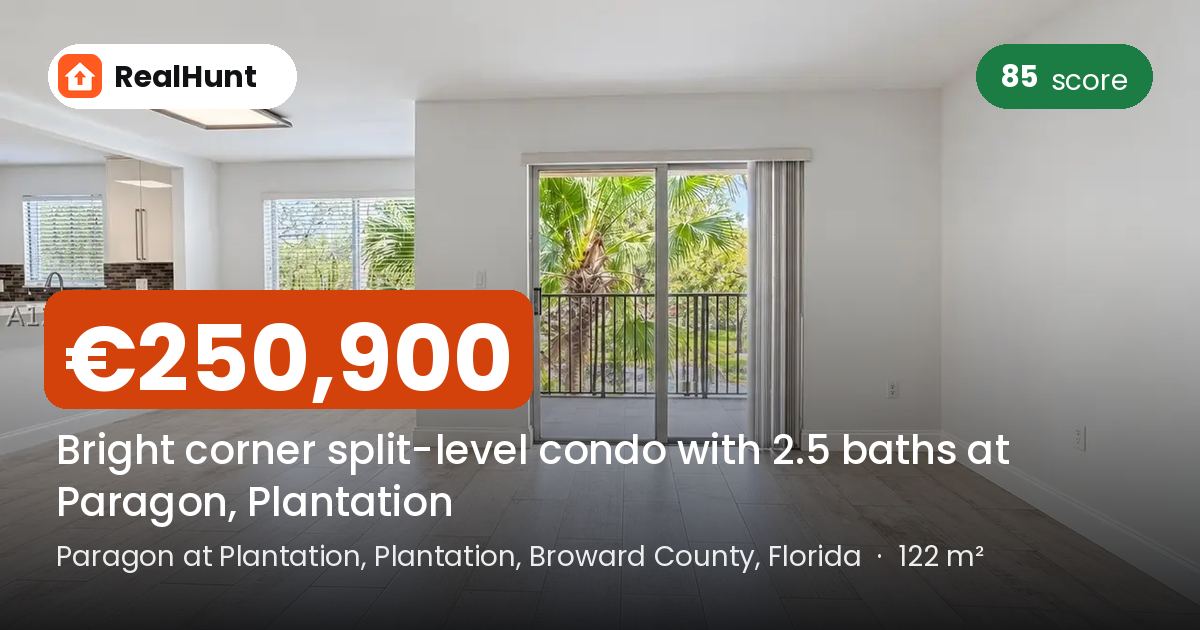 RealHunt
85 score
€250,900
Bright corner split-level condo with 2.5 baths at
Paragon, Plantation
Paragon at Plantation, Plantation, Broward County, Florida · 122 m²